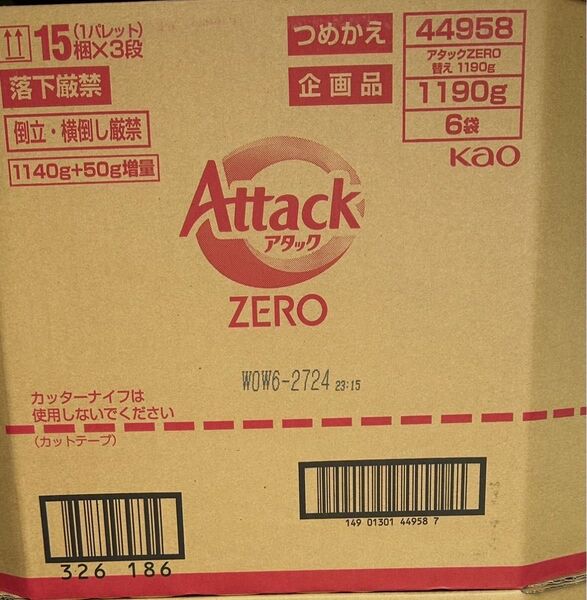 15 (1パレット)
梱×3段
落下厳禁
倒立・横倒し厳禁
1140g+50g増量
つめかえ
企画品
44958
アタックZERO
替え 1190g
1190g
6袋
Kao
Attack
アタック
ZERO
W0W6-2724 23:15
カッターナイフは
使用しないでください
(カットテープ)
149 01301 44958 7
326 186